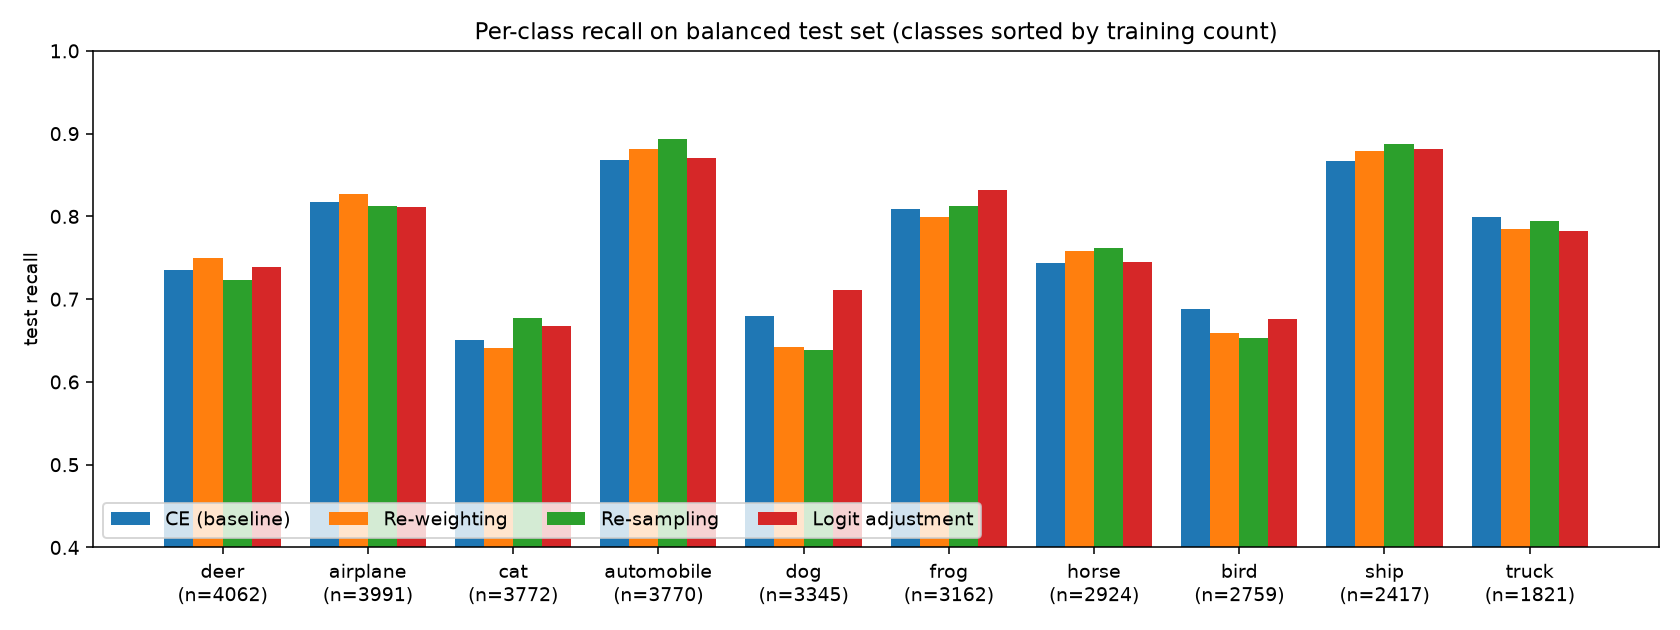 Per-class recall on balanced test set (classes sorted by training count)
1.0
0.9
0.8
0.7
0.6
0.5
0.4
test recall
CE (baseline) Re-weighting Re-sampling Logit adjustment
deer airplane cat automobile dog frog horse bird ship truck
(n=4062) (n=3991) (n=3772) (n=3770) (n=3345) (n=3162) (n=2924) (n=2759) (n=2417) (n=1821)